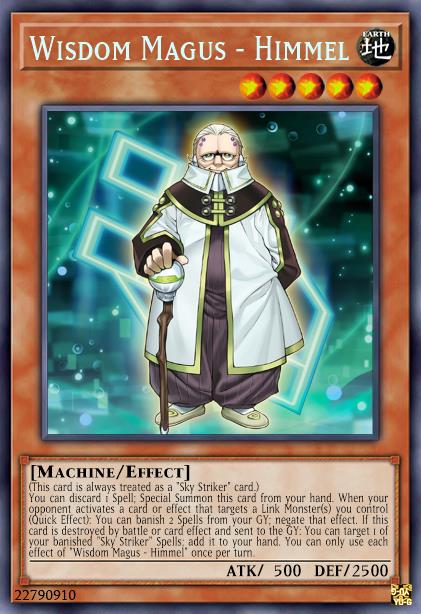 Wisdom Magus - Himmel
EARTH
地
[Machine/Effect]
(This card is always treated as a "Sky Striker" card.)
You can discard 1 Spell; Special Summon this card from your hand. When your
opponent activates a card or effect that targets a Link Monster(s) you control
(Quick Effect): You can banish 2 Spells from your GY; negate that effect. If this
card is destroyed by battle or card effect and sent to the GY: You can target 1 of
your banished "Sky Striker" Spells; add it to your hand. You can only use each
effect of "Wisdom Magus - Himmel" once per turn.
ATK/ 500 DEF/2500
22790910